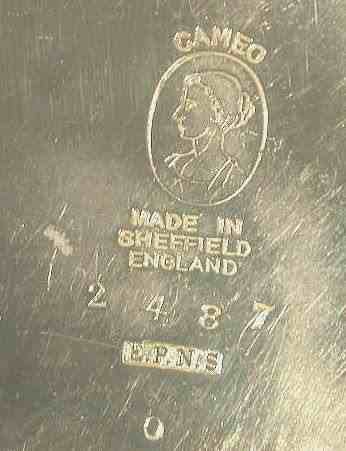 CAMEO
MADE IN
SHEFFIELD
ENGLAND
2 4 8 7
E.P.N.S
0